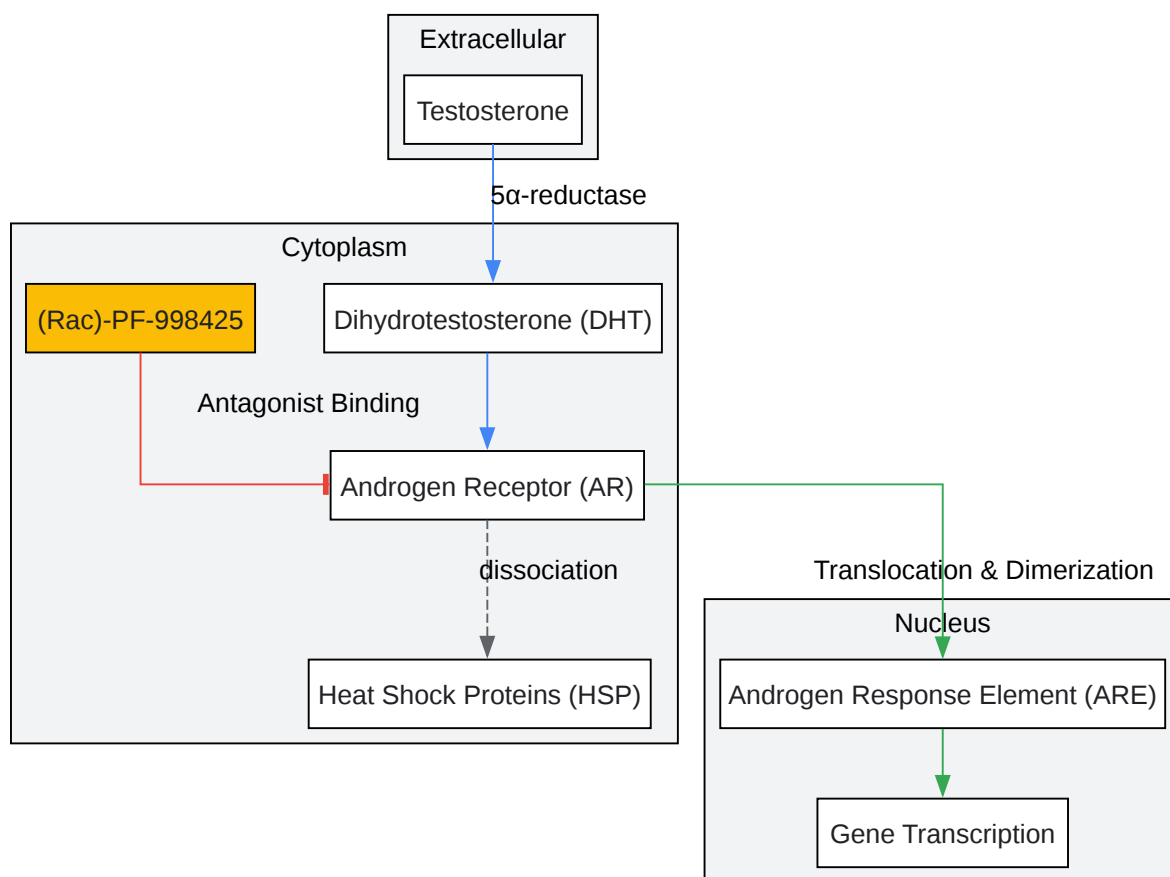 Extracellular
Testosterone
5α-reductase
Cytoplasm
(Rac)-PF-998425
Dihydrotestosterone (DHT)
Antagonist Binding
Androgen Receptor (AR)
dissociation
Translocation & Dimerization
Heat Shock Proteins (HSP)
Nucleus
Androgen Response Element (ARE)
Gene Transcription